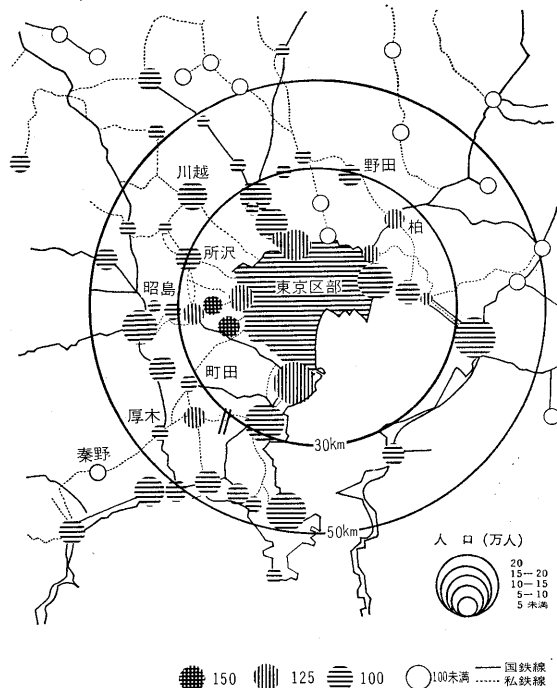 川越
野田
柏
所沢
昭島
東京区部
町田
厚木
秦野
30km
50km
人 口 (万人)
20
15－20
10－15
5－10
5 未満
150
125
100
100未満
国鉄線
私鉄線